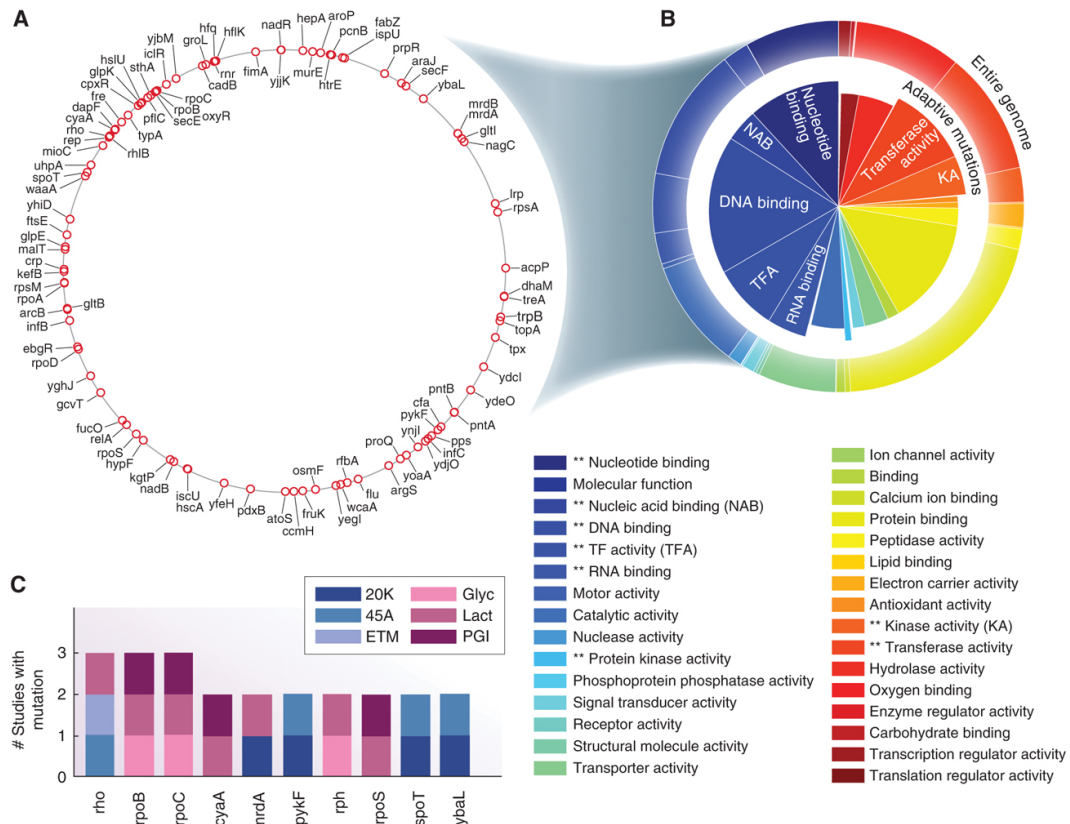 A
B
nadR
hepA
aroP
pcnB
fabZ
ispU
prpR
araJ
secF
ybaL
mrdB
mrdA
gltI
nagC
lrp
rpsA
acpP
dhaM
treA
trpB
topA
tpx
ydcI
ydeO
pntB
pntA
cfa
pykF
pps
infC
ydjO
ynjI
yoaA
proQ
argS
flu
rfbA
wcaA
yegI
osmF
fruK
ccmH
atoS
pdxB
yfeH
iscU
hscA
nadB
kgtP
hypF
rpoS
relA
fucO
gcvT
yghJ
rpoD
ebgR
infB
arcB
gltB
rpoA
rpsM
kefB
crp
malT
glpE
ftsE
yhiD
waaA
spoT
uhpA
mioC
rhlB
rep
rho
cyaA
dapF
typA
fre
cpxR
glpK
hslU
pflC
sthA
secE
rpoB
rpoC
oxyR
iclR
yjbM
cadB
groL
rnr
hfq
hflK
fimA
yjjK
murE
htrE
Entire genome
Adaptive mutations
Nucleotide
binding
NAB
DNA binding
TFA
RNA binding
Transferase
activity
KA
** Nucleotide binding
Molecular function
** Nucleic acid binding (NAB)
** DNA binding
** TF activity (TFA)
** RNA binding
Motor activity
Catalytic activity
Nuclease activity
** Protein kinase activity
Phosphoprotein phosphatase activity
Signal transducer activity
Receptor activity
Structural molecule activity
Transporter activity
Ion channel activity
Binding
Calcium ion binding
Protein binding
Peptidase activity
Lipid binding
Electron carrier activity
Antioxidant activity
** Kinase activity (KA)
** Transferase activity
Hydrolase activity
Oxygen binding
Enzyme regulator activity
Carbohydrate binding
Transcription regulator activity
Translation regulator activity
C
20K
Glyc
45A
Lact
ETM
PGI
# Studies with
mutation
3
2
1
0
rho
rpoB
rpoC
cyaA
mrdA
pykF
rph
rpoS
spoT
ybaL